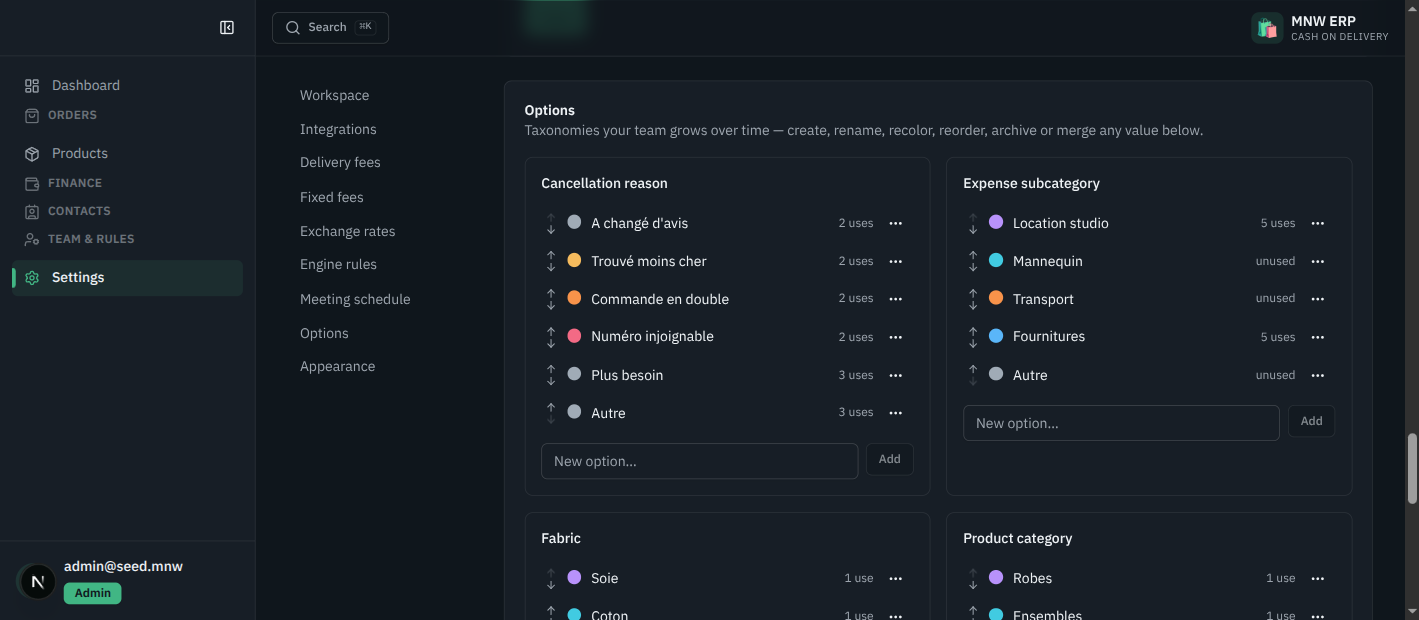 Search ⌘K
MNW ERP
CASH ON DELIVERY
Dashboard
ORDERS
Products
FINANCE
CONTACTS
TEAM & RULES
Settings
admin@seed.mnw
N
Admin
Workspace
Integrations
Delivery fees
Fixed fees
Exchange rates
Engine rules
Meeting schedule
Options
Appearance
Options
Taxonomies your team grows over time — create, rename, recolor, reorder, archive or merge any value below.
Cancellation reason
A changé d'avis 2 uses
Trouvé moins cher 2 uses
Commande en double 2 uses
Numéro injoignable 2 uses
Plus besoin 3 uses
Autre 3 uses
New option... Add
Expense subcategory
Location studio 5 uses
Mannequin unused
Transport unused
Fournitures 5 uses
Autre unused
New option... Add
Fabric
Soie 1 use
Coton 1 use
Product category
Robes 1 use
Ensembles 1 use